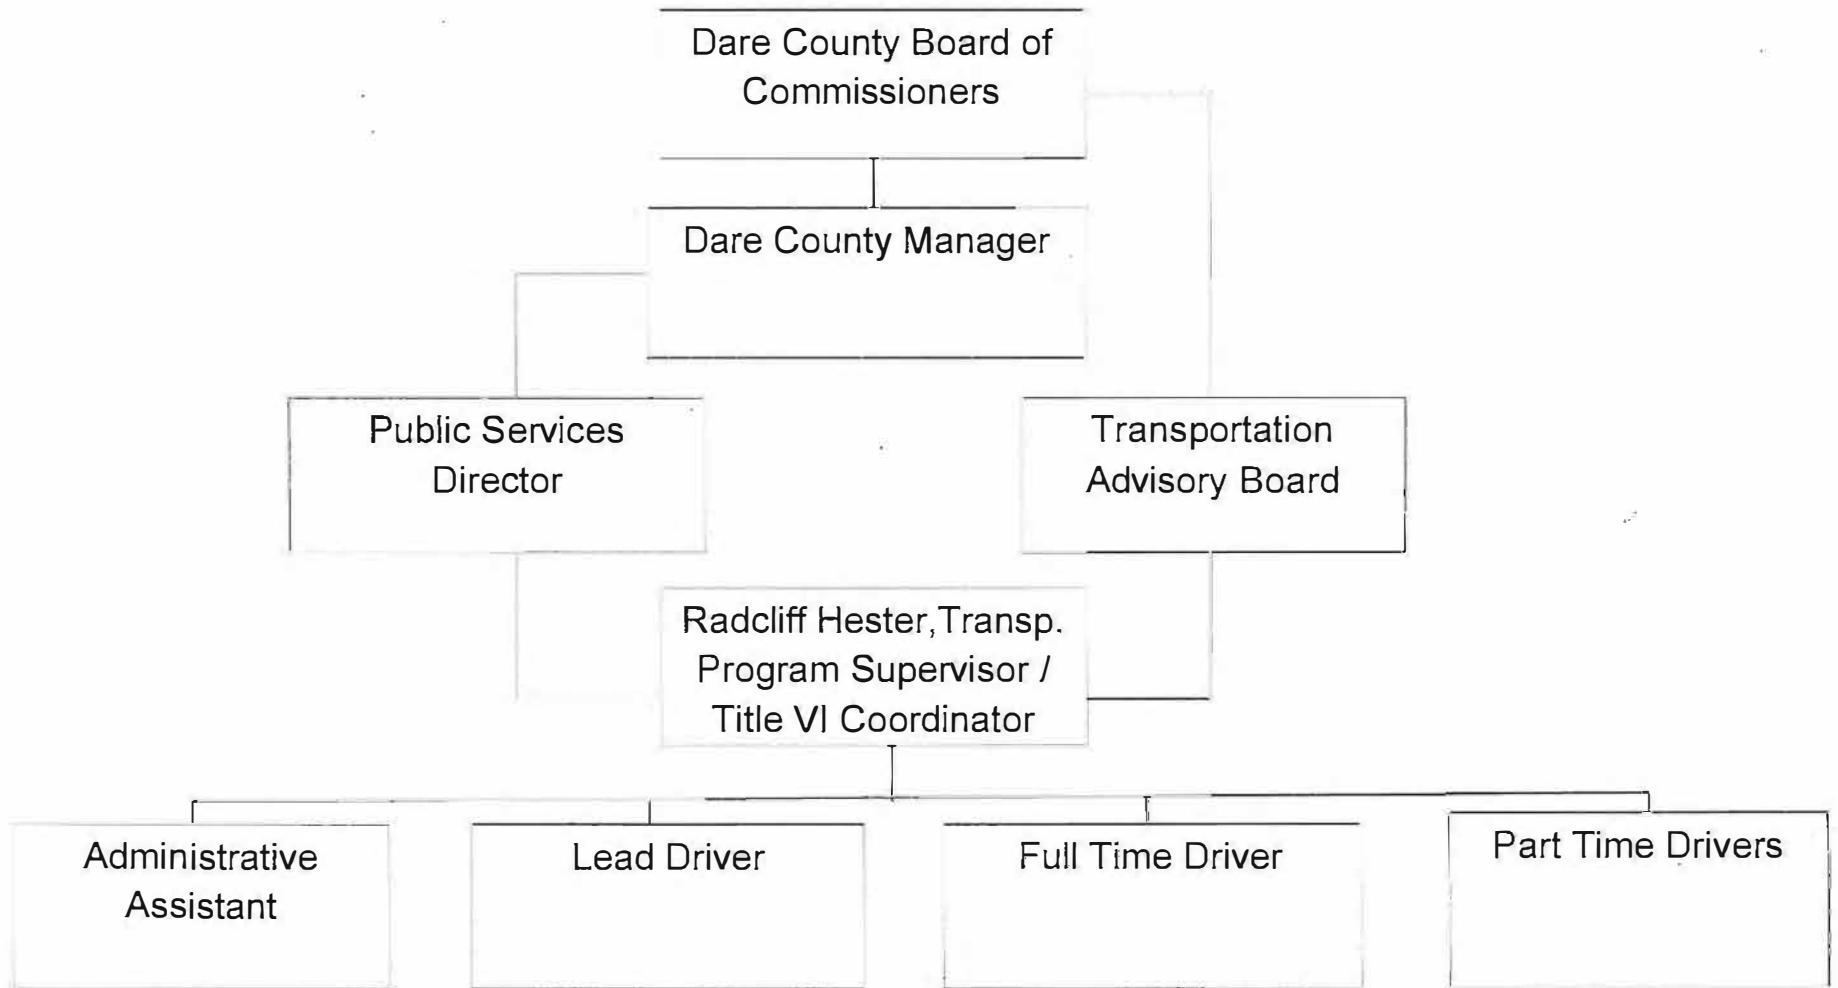 Dare County Board of
Commissioners
Dare County Manager
Public Services
Director
Transportation
Advisory Board
Radcliff Hester,Transp.
Program Supervisor /
Title VI Coordinator
Administrative
Assistant
Lead Driver
Full Time Driver
Part Time Drivers